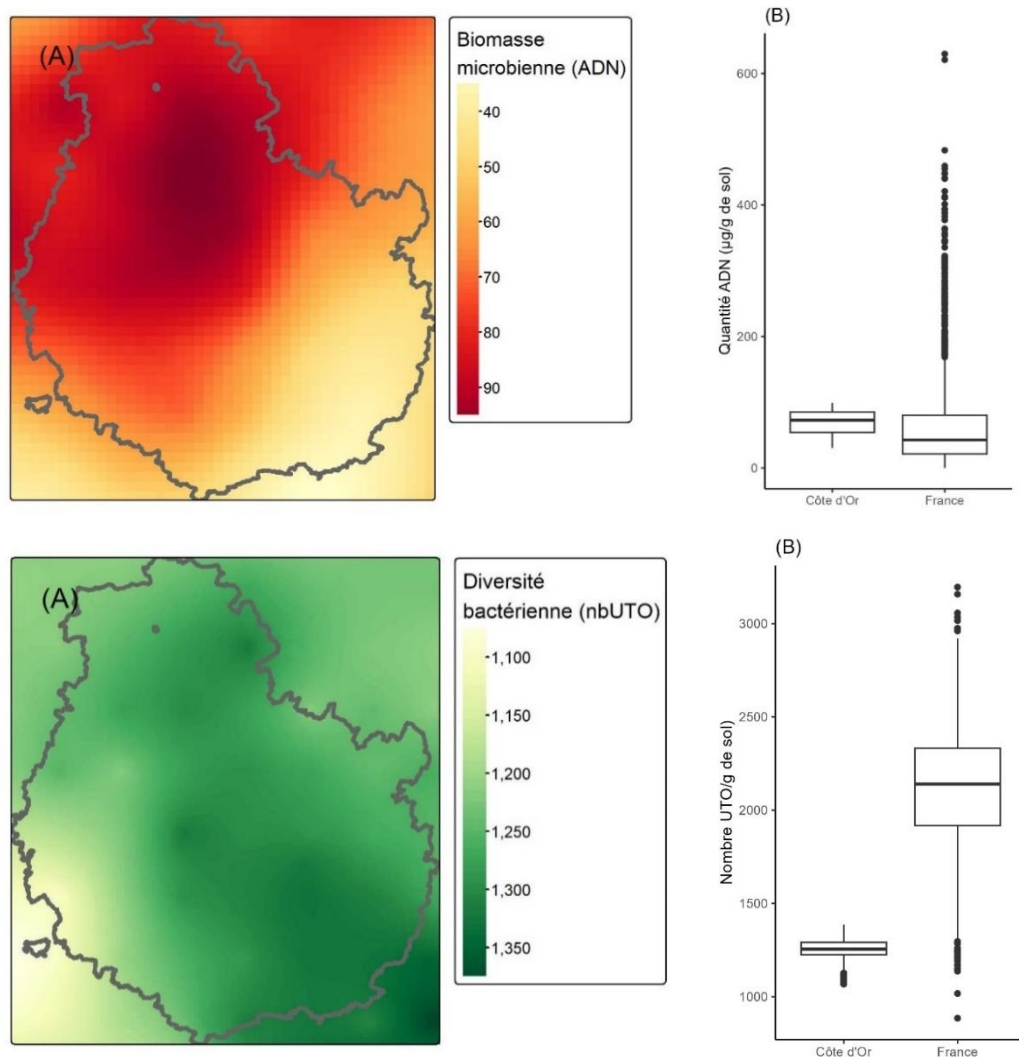 (A)
Biomasse
microbienne (ADN)
40
50
60
70
80
90
(B)
Quantité ADN (µg/g de sol)
600
400
200
0
Côte d'Or France
(A)
Diversité
bactérienne (nbUTO)
1,100
1,150
1,200
1,250
1,300
1,350
(B)
Nombre UTO/g de sol)
3000
2500
2000
1500
1000
Côte d'Or France